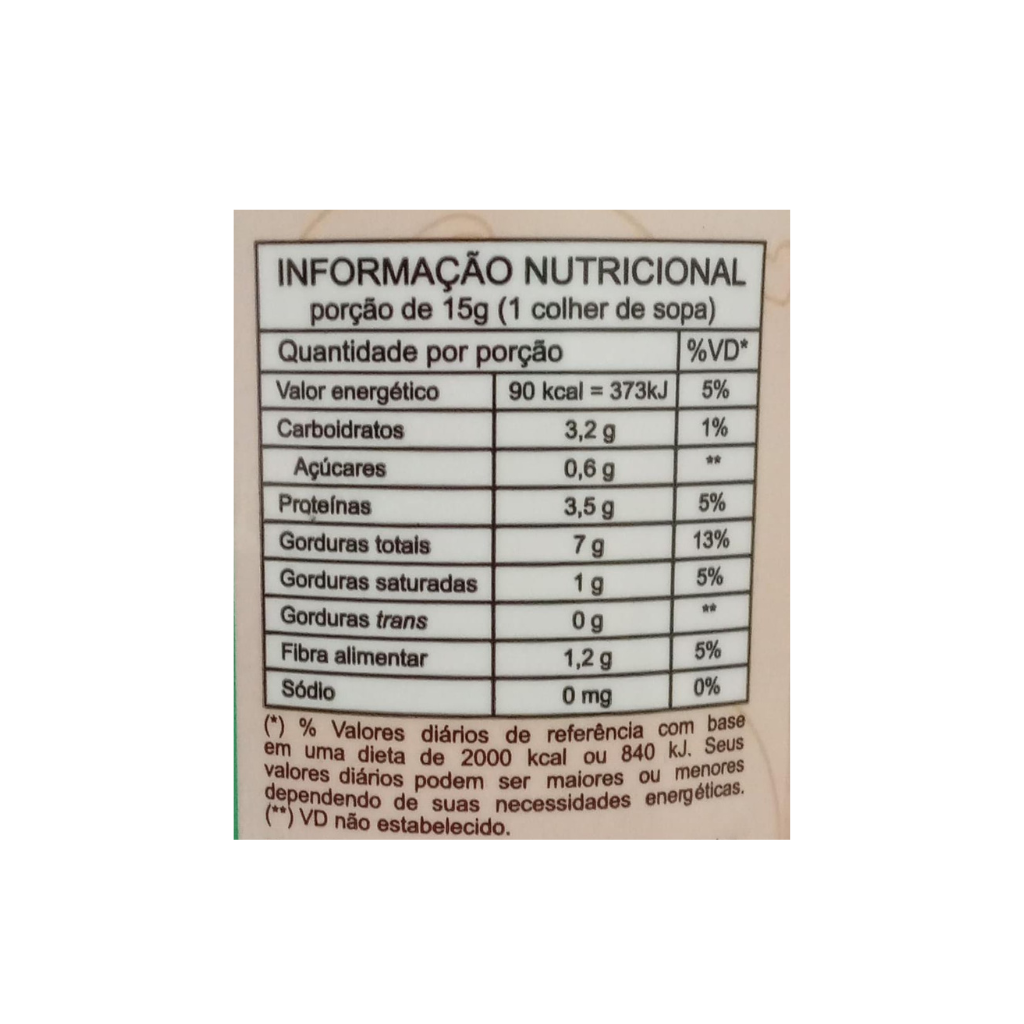 INFORMAÇÃO NUTRICIONAL
porção de 15g (1 colher de sopa)
Quantidade por porção %VD*
Valor energético 90 kcal = 373kJ 5%
Carboidratos 3,2 g 1%
Açúcares 0,6 g **
Proteínas 3,5 g 5%
Gorduras totais 7 g 13%
Gorduras saturadas 1 g 5%
Gorduras trans 0 g **
Fibra alimentar 1,2 g 5%
Sódio 0 mg 0%
(*) % Valores diários de referência com base
em uma dieta de 2000 kcal ou 840 kJ. Seus
valores diários podem ser maiores ou menores
dependendo de suas necessidades energéticas.
(**) VD não estabelecido.